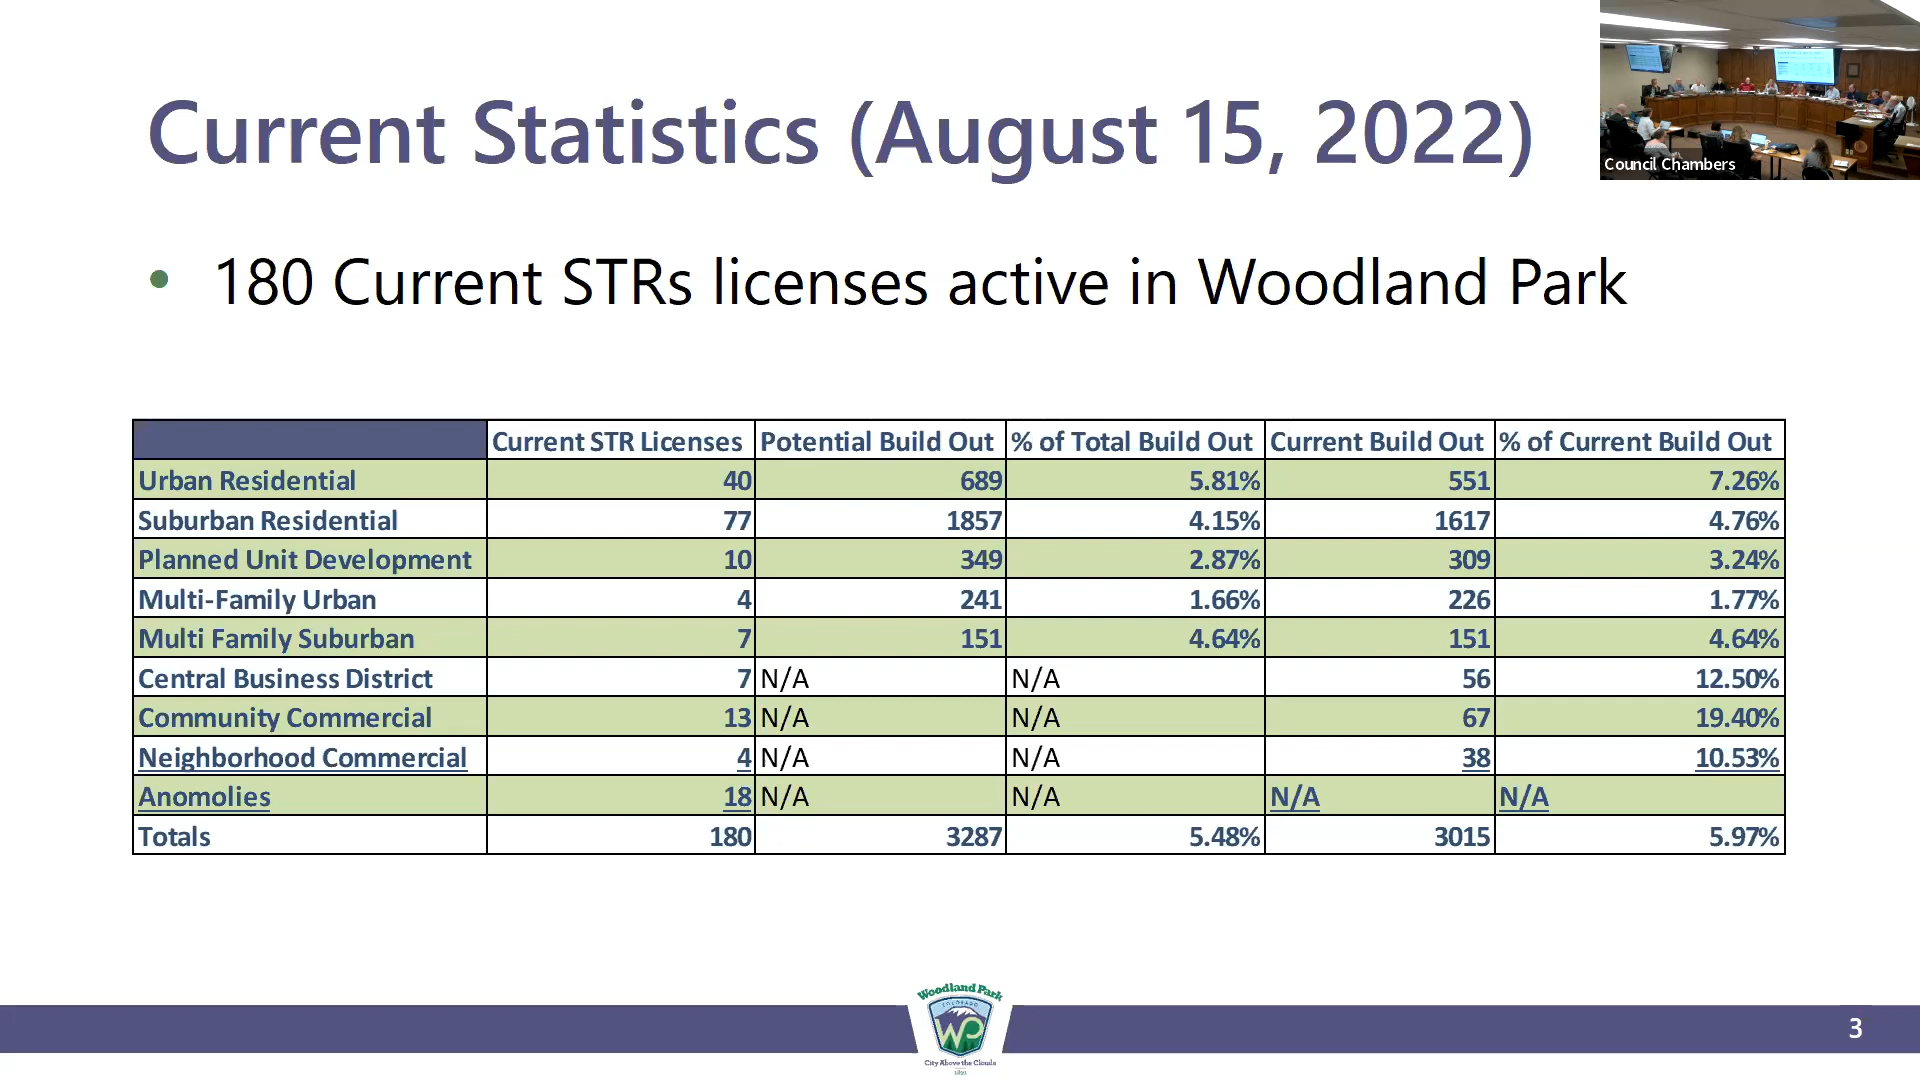 Current Statistics (August 15, 2022)
Council Chambers
• 180 Current STRs licenses active in Woodland Park
Current STR Licenses Potential Build Out % of Total Build Out Current Build Out % of Current Build Out
Urban Residential 40 689 5.81% 551 7.26%
Suburban Residential 77 1857 4.15% 1617 4.76%
Planned Unit Development 10 349 2.87% 309 3.24%
Multi-Family Urban 4 241 1.66% 226 1.77%
Multi Family Suburban 7 151 4.64% 151 4.64%
Central Business District 7 N/A N/A 56 12.50%
Community Commercial 13 N/A N/A 67 19.40%
Neighborhood Commercial 4 N/A N/A 38 10.53%
Anomolies 18 N/A N/A N/A N/A
Totals 180 3287 5.48% 3015 5.97%
Woodland Park
COLORADO
WP
City Above the Clouds
3